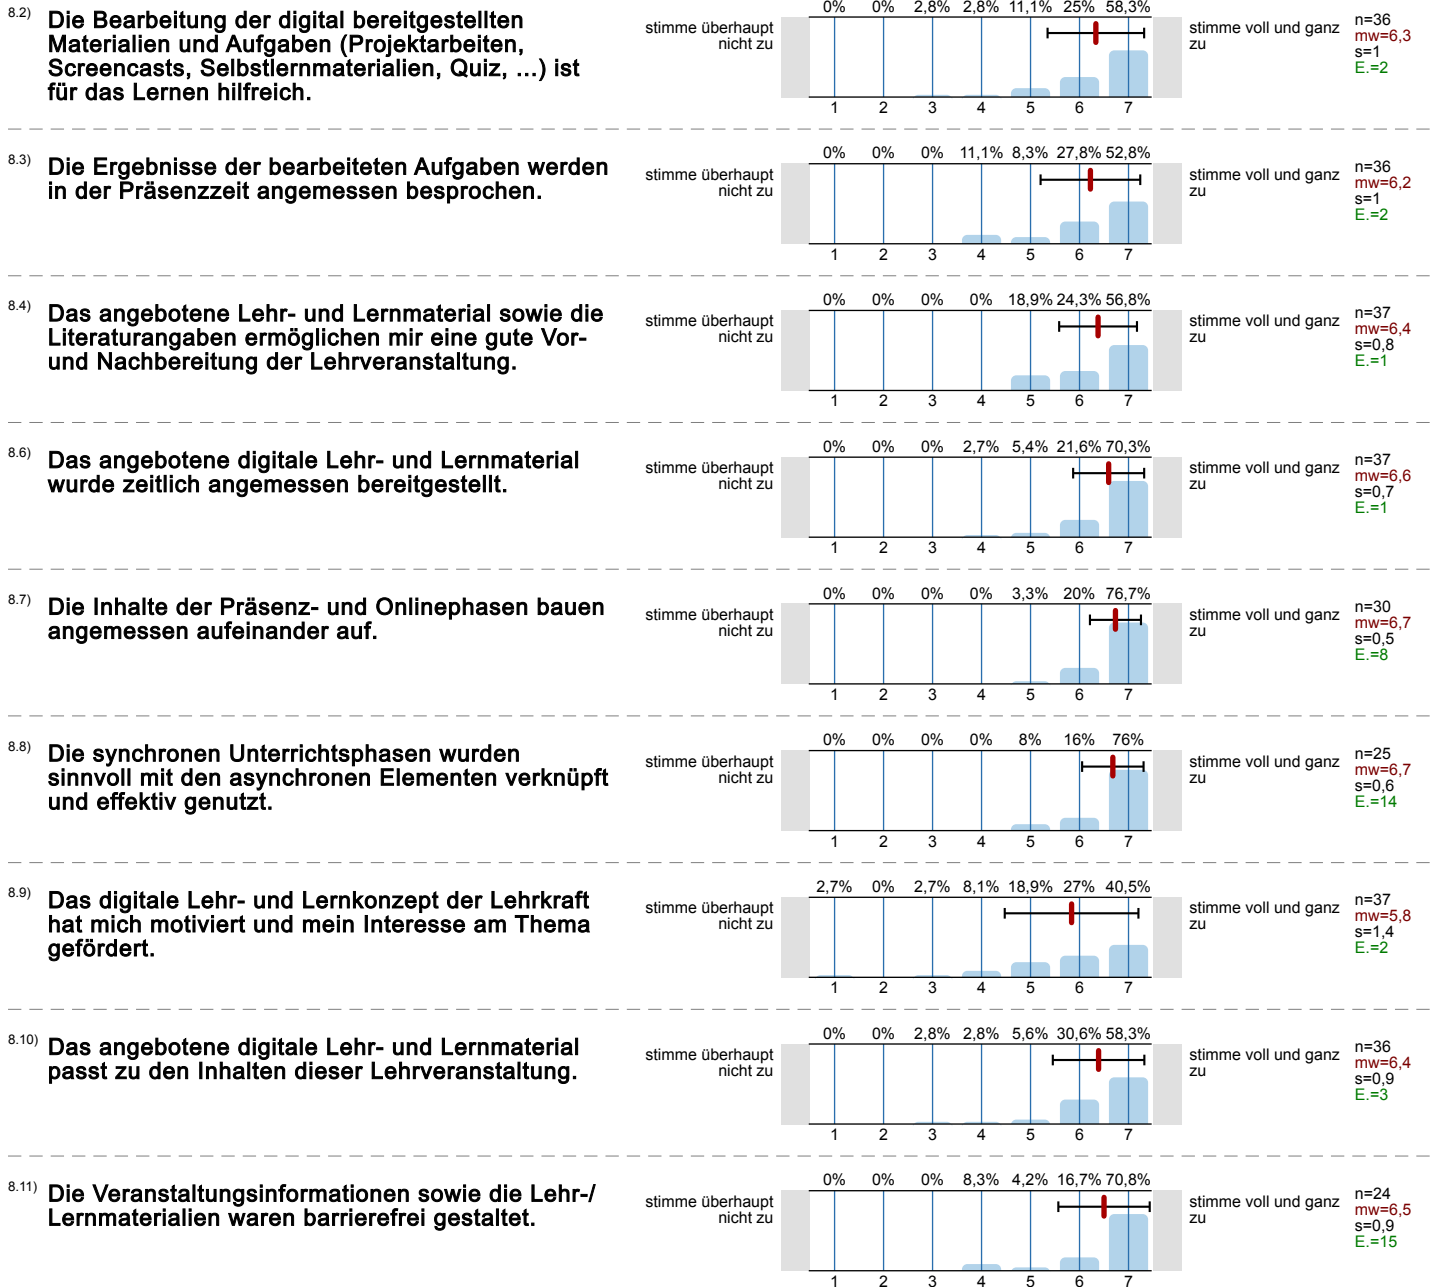 8.2) Die Bearbeitung der digital bereitgestellten
Materialien und Aufgaben (Projektarbeiten,
Screencasts, Selbstlernmaterialien, Quiz, ...) ist
für das Lernen hilfreich.
stimme überhaupt
nicht zu
0% 0% 2,8% 2,8% 11,1% 25% 58,3%
1 2 3 4 5 6 7
stimme voll und ganz
zu
n=36
mw=6,3
s=1
E.=2
8.3) Die Ergebnisse der bearbeiteten Aufgaben werden
in der Präsenzzeit angemessen besprochen.
stimme überhaupt
nicht zu
0% 0% 0% 11,1% 8,3% 27,8% 52,8%
1 2 3 4 5 6 7
stimme voll und ganz
zu
n=36
mw=6,2
s=1
E.=2
8.4) Das angebotene Lehr- und Lernmaterial sowie die
Literaturangaben ermöglichen mir eine gute Vor-
und Nachbereitung der Lehrveranstaltung.
stimme überhaupt
nicht zu
0% 0% 0% 0% 18,9% 24,3% 56,8%
1 2 3 4 5 6 7
stimme voll und ganz
zu
n=37
mw=6,4
s=0,8
E.=1
8.6) Das angebotene digitale Lehr- und Lernmaterial
wurde zeitlich angemessen bereitgestellt.
stimme überhaupt
nicht zu
0% 0% 0% 2,7% 5,4% 21,6% 70,3%
1 2 3 4 5 6 7
stimme voll und ganz
zu
n=37
mw=6,6
s=0,7
E.=1
8.7) Die Inhalte der Präsenz- und Onlinephasen bauen
angemessen aufeinander auf.
stimme überhaupt
nicht zu
0% 0% 0% 0% 3,3% 20% 76,7%
1 2 3 4 5 6 7
stimme voll und ganz
zu
n=30
mw=6,7
s=0,5
E.=8
8.8) Die synchronen Unterrichtsphasen wurden
sinnvoll mit den asynchronen Elementen verknüpft
und effektiv genutzt.
stimme überhaupt
nicht zu
0% 0% 0% 0% 8% 16% 76%
1 2 3 4 5 6 7
stimme voll und ganz
zu
n=25
mw=6,7
s=0,6
E.=14
8.9) Das digitale Lehr- und Lernkonzept der Lehrkraft
hat mich motiviert und mein Interesse am Thema
gefördert.
stimme überhaupt
nicht zu
2,7% 0% 2,7% 8,1% 18,9% 27% 40,5%
1 2 3 4 5 6 7
stimme voll und ganz
zu
n=37
mw=5,8
s=1,4
E.=2
8.10) Das angebotene digitale Lehr- und Lernmaterial
passt zu den Inhalten dieser Lehrveranstaltung.
stimme überhaupt
nicht zu
0% 0% 2,8% 2,8% 5,6% 30,6% 58,3%
1 2 3 4 5 6 7
stimme voll und ganz
zu
n=36
mw=6,4
s=0,9
E.=3
8.11) Die Veranstaltungsinformationen sowie die Lehr-/
Lernmaterialien waren barrierefrei gestaltet.
stimme überhaupt
nicht zu
0% 0% 0% 8,3% 4,2% 16,7% 70,8%
1 2 3 4 5 6 7
stimme voll und ganz
zu
n=24
mw=6,5
s=0,9
E.=15